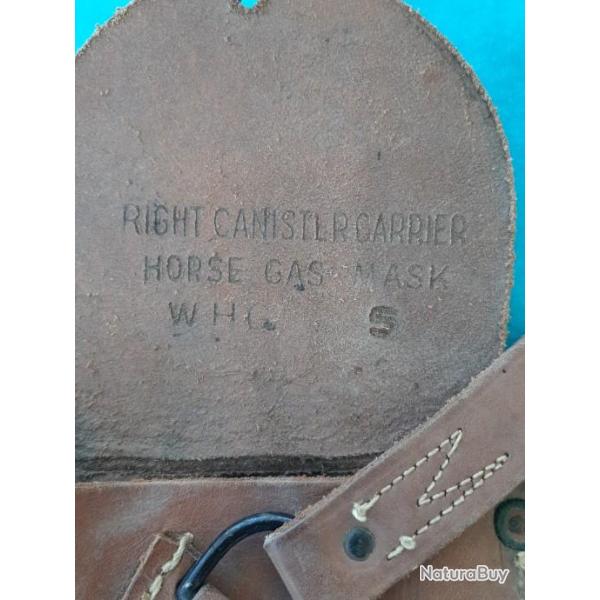 RIGHT CANISTER CARRIER
HORSE GAS MASK
WHG S
NaturaBuy